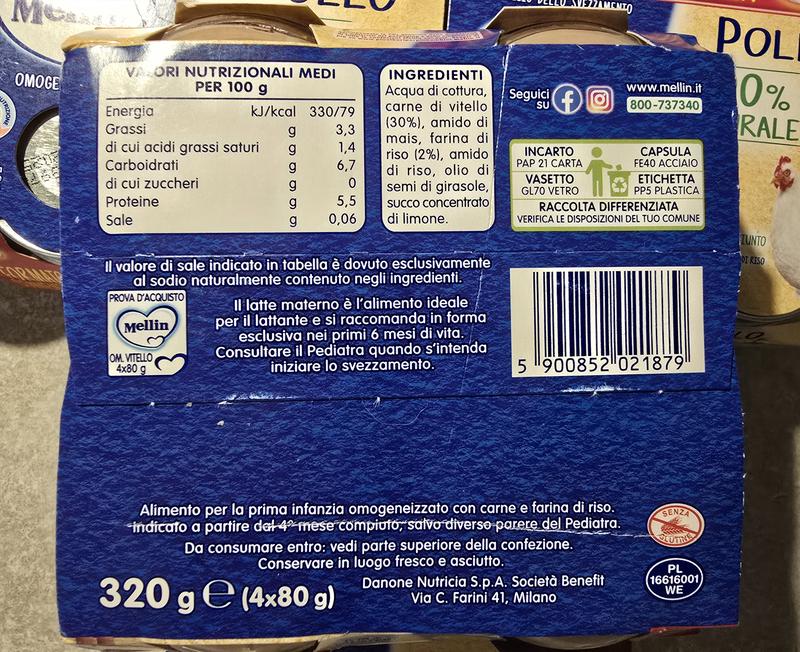 DELLO SVEZZAMENTO
OMOGE
POL
0%
RALE
VALORI NUTRIZIONALI MEDI
PER 100 g
Energia kJ/kcal 330/79
Grassi g 3,3
di cui acidi grassi saturi g 1,4
Carboidrati g 6,7
di cui zuccheri g 0
Proteine g 5,5
Sale g 0,06
INGREDIENTI
Acqua di cottura,
carne di vitello
(30%), amido di
mais, farina di
riso (2%), amido
di riso, olio di
semi di girasole,
succo concentrato
di limone.
Seguici
su
www.mellin.it
800-737340
INCARTO
PAP 21 CARTA
CAPSULA
FE40 ACCIAIO
VASETTO
GL70 VETRO
ETICHETTA
PP5 PLASTICA
RACCOLTA DIFFERENZIATA
VERIFICA LE DISPOSIZIONI DEL TUO COMUNE
Il valore di sale indicato in tabella è dovuto esclusivamente
al sodio naturalmente contenuto negli ingredienti.
PROVA D'ACQUISTO
Mellin
OM. VITELLO
4x80 g
Il latte materno è l'alimento ideale
per il lattante e si raccomanda in forma
esclusiva nei primi 6 mesi di vita.
Consultare il Pediatra quando s'intenda
iniziare lo svezzamento.
5 900852 021879
IUNTO
DI RISO
Alimento per la prima infanzia omogeneizzato con carne e farina di riso.
indicato a partire dal 4° mese compiuto, salvo diverso parere del Pediatra.
Da consumare entro: vedi parte superiore della confezione.
Conservare in luogo fresco e asciutto.
SENZA
GLUTINE
320 g e (4x80 g)
Danone Nutricia S.p.A. Società Benefit
Via C. Farini 41, Milano
PL
16616001
WE